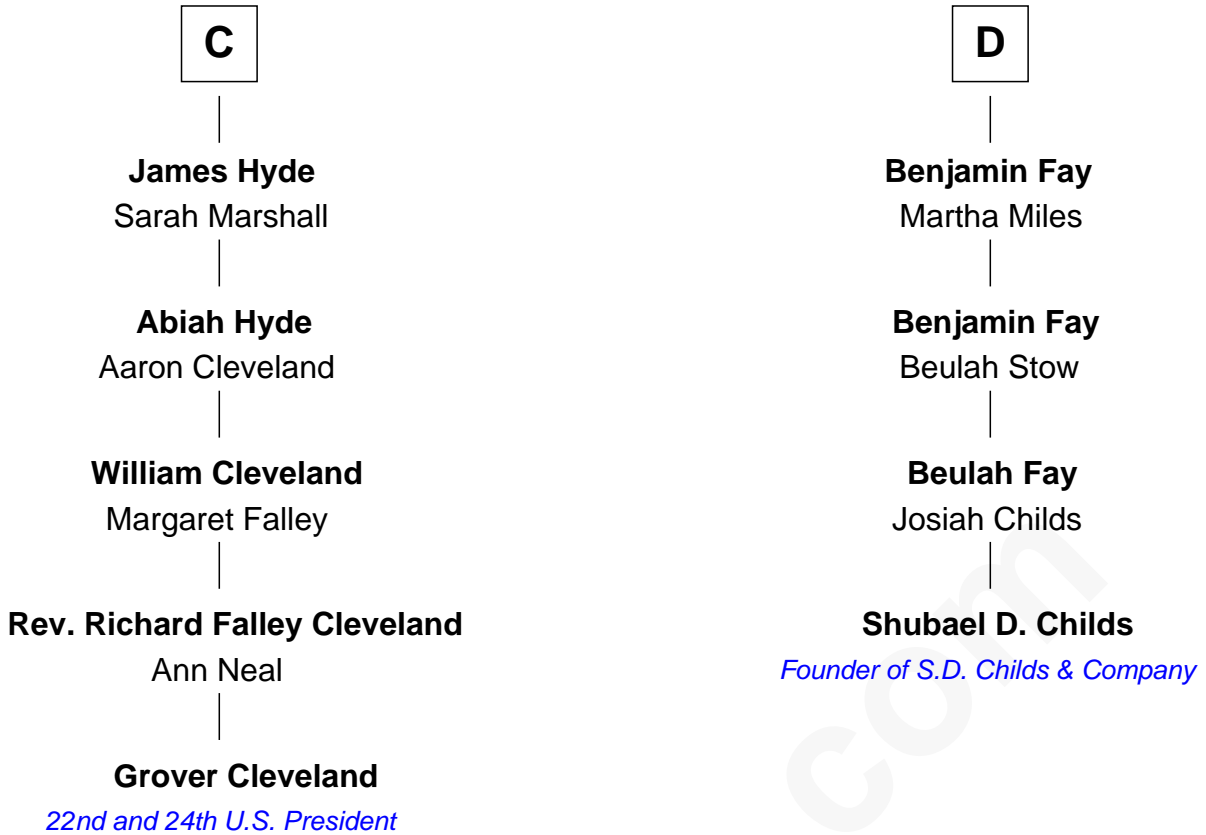 C
James Hyde
Sarah Marshall
Abiah Hyde
Aaron Cleveland
William Cleveland
Margaret Falley
Rev. Richard Falley Cleveland
Ann Neal
Grover Cleveland
22nd and 24th U.S. President
D
Benjamin Fay
Martha Miles
Benjamin Fay
Beulah Stow
Beulah Fay
Josiah Childs
Shubael D. Childs
Founder of S.D. Childs & Company
com